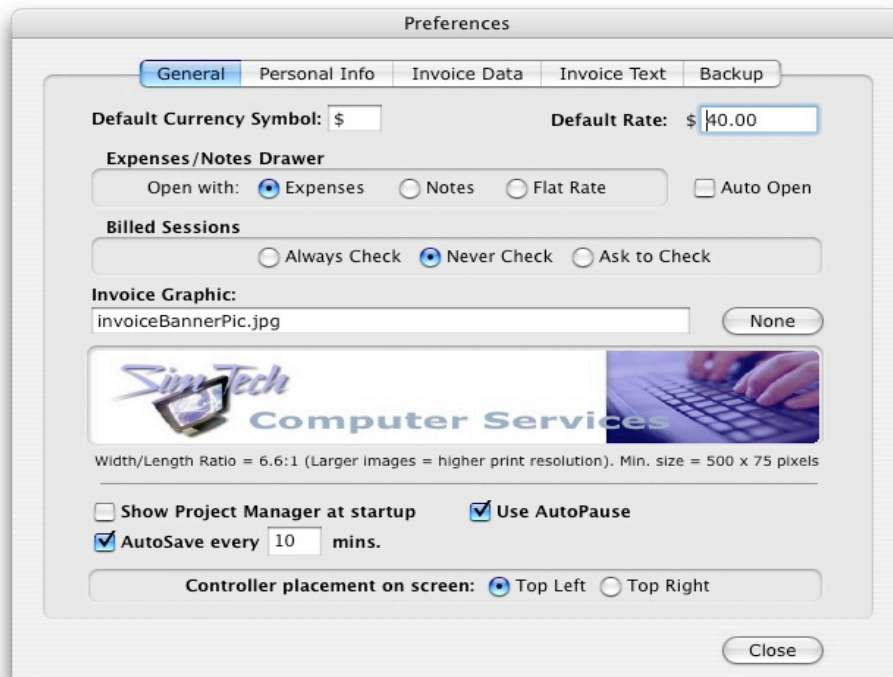 Preferences
General Personal Info Invoice Data Invoice Text Backup
Default Currency Symbol: $ Default Rate: $ 40.00
Expenses/Notes Drawer
Open with: Expenses Notes Flat Rate Auto Open
Billed Sessions
Always Check Never Check Ask to Check
Invoice Graphic:
invoiceBannerPic.jpg None
SimTech
Computer Services
Width/Length Ratio = 6.6:1 (Larger images = higher print resolution). Min. size = 500 x 75 pixels
Show Project Manager at startup Use AutoPause
AutoSave every 10 mins.
Controller placement on screen: Top Left Top Right
Close